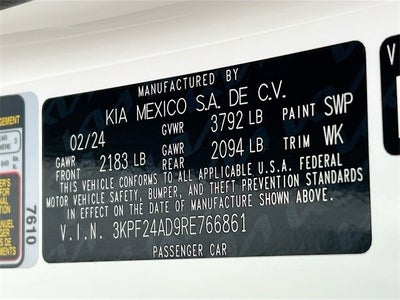 MANUFACTURED BY
KIA MEXICO S.A. DE C.V.
02/24 GVWR 3792 LB PAINT SWP
GAWR FRONT 2183 LB GAWR REAR 2094 LB TRIM WK
THIS VEHICLE CONFORMS TO ALL APPLICABLE U.S.A. FEDERAL
MOTOR VEHICLE SAFETY, BUMPER, AND THEFT PREVENTION STANDARDS
IN EFFECT ON THE DATE OF MANUFACTURE SHOWN ABOVE.
V.I.N. 3KPF24AD9RE766861
PASSENGER CAR
7610